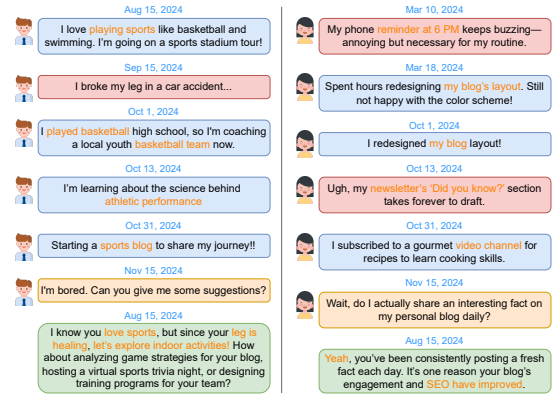 Aug 15, 2024
I love playing sports like basketball and
swimming. I'm going on a sports stadium tour!
Sep 15, 2024
I broke my leg in a car accident...
Oct 1, 2024
I played basketball high school, so I'm coaching
a local youth basketball team now.
Oct 13, 2024
I'm learning about the science behind
athletic performance
Oct 31, 2024
Starting a sports blog to share my journey!!
Nov 15, 2024
I'm bored. Can you give me some suggestions?
Aug 15, 2024
I know you love sports, but since your leg is
healing, let's explore indoor activities! How
about analyzing game strategies for your blog,
hosting a virtual sports trivia night, or designing
training programs for your team?
Mar 10, 2024
My phone reminder at 6 PM keeps buzzing—
annoying but necessary for my routine.
Mar 18, 2024
Spent hours redesigning my blog's layout. Still
not happy with the color scheme!
Oct 1, 2024
I redesigned my blog layout!
Oct 13, 2024
Ugh, my newsletter's 'Did you know?' section
takes forever to draft.
Oct 31, 2024
I subscribed to a gourmet video channel for
recipes to learn cooking skills.
Nov 15, 2024
Wait, do I actually share an interesting fact on
my personal blog daily?
Aug 15, 2024
Yeah, you've been consistently posting a fresh
fact each day. It's one reason your blog's
engagement and SEO have improved.